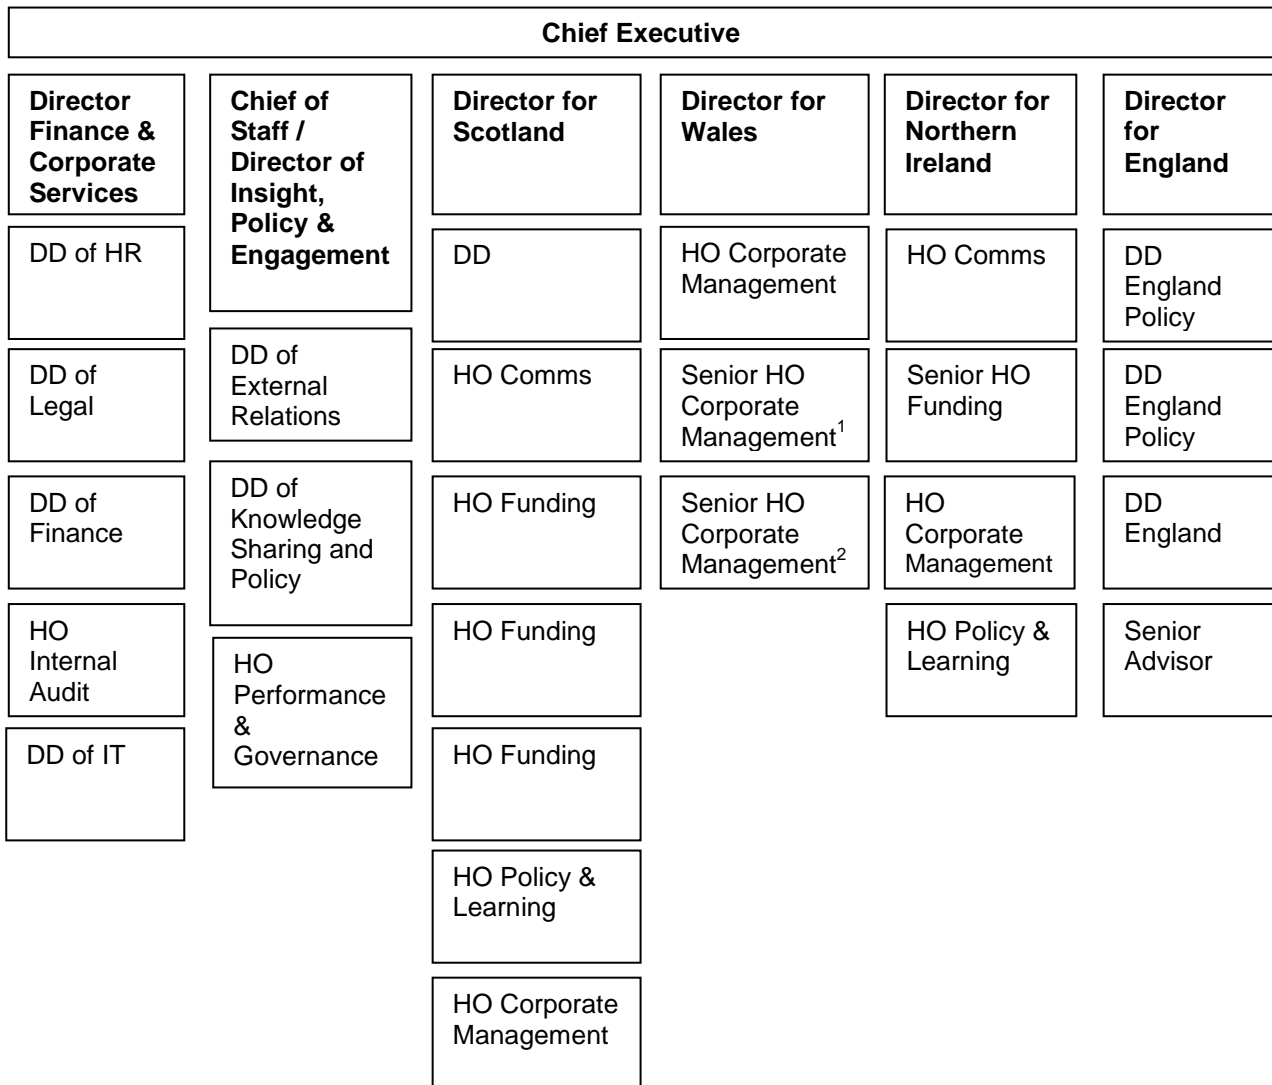 Chief Executive
Director
Finance &
Corporate
Services
DD of HR
DD of
Legal
DD of
Finance
HO
Internal
Audit
DD of IT
Chief of
Staff /
Director of
Insight,
Policy &
Engagement
DD of
External
Relations
DD of
Knowledge
Sharing and
Policy
HO
Performance
&
Governance
Director for
Scotland
DD
HO Comms
HO Funding
HO Funding
HO Funding
HO Policy &
Learning
HO Corporate
Management
Director for
Wales
HO Corporate
Management
Senior HO
Corporate
Management¹
Senior HO
Corporate
Management²
Director for
Northern
Ireland
HO Comms
Senior HO
Funding
HO
Corporate
Management
HO Policy &
Learning
Director
for
England
DD
England
Policy
DD
England
Policy
DD
England
Senior
Advisor